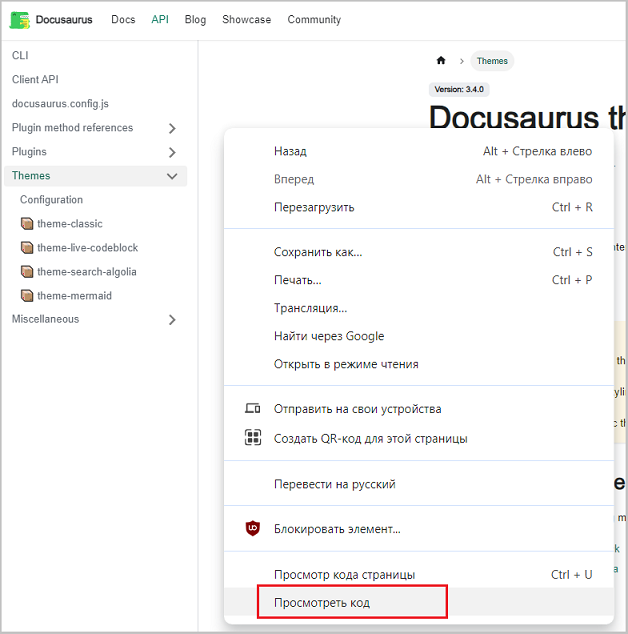 Docusaurus Docs API Blog Showcase Community
CLI
Client API
docusaurus.config.js
Plugin method references
Plugins
Themes
Configuration
theme-classic
theme-live-codeblock
theme-search-algolia
theme-mermaid
Miscellaneous
Themes
Version: 3.4.0
Docusaurus th
Назад Alt + Стрелка влево
Вперед Alt + Стрелка вправо
Перезагрузить Ctrl + R
Сохранить как... Ctrl + S
Печать... Ctrl + P
Трансляция...
Найти через Google
Открыть в режиме чтения
Отправить на свои устройства
Создать QR-код для этой страницы
Перевести на русский
Блокировать элемент...
Просмотр кода страницы Ctrl + U
Просмотреть код